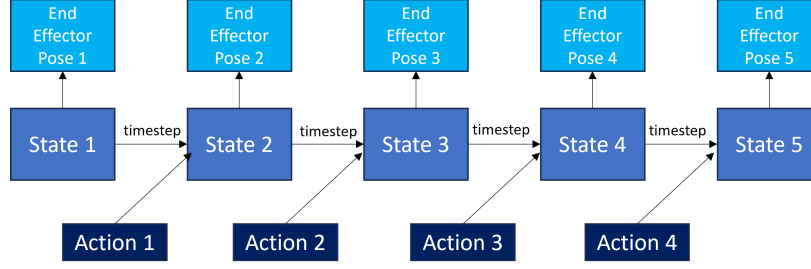 End
Effector
Pose 1
End
Effector
Pose 2
End
Effector
Pose 3
End
Effector
Pose 4
End
Effector
Pose 5
State 1
timestep
State 2
timestep
State 3
timestep
State 4
timestep
State 5
Action 1
Action 2
Action 3
Action 4